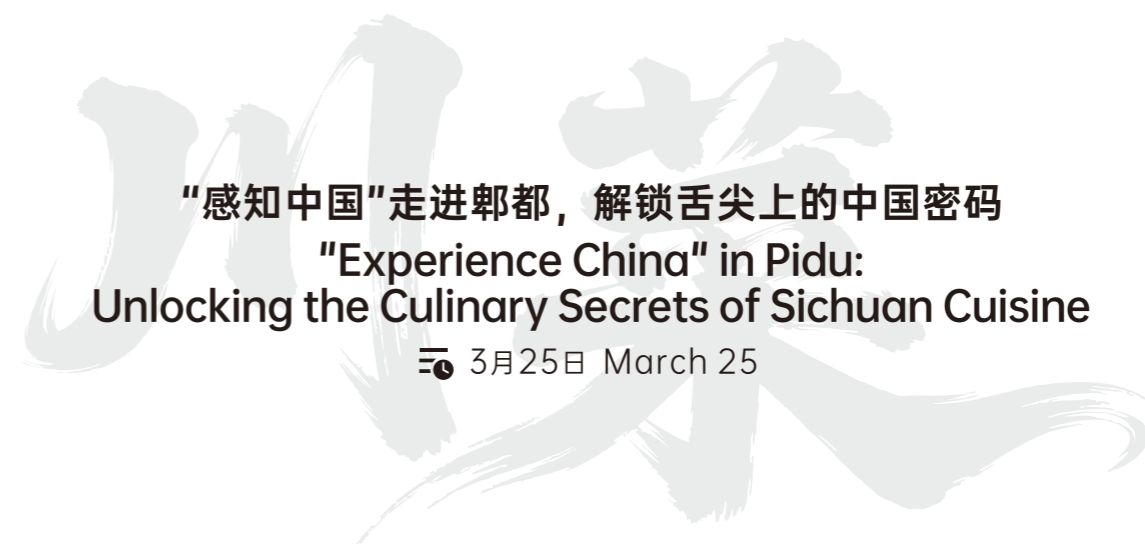 川菜
“感知中国”走进郫都，解锁舌尖上的中国密码
"Experience China" in Pidu:
Unlocking the Culinary Secrets of Sichuan Cuisine
3月25日 March 25